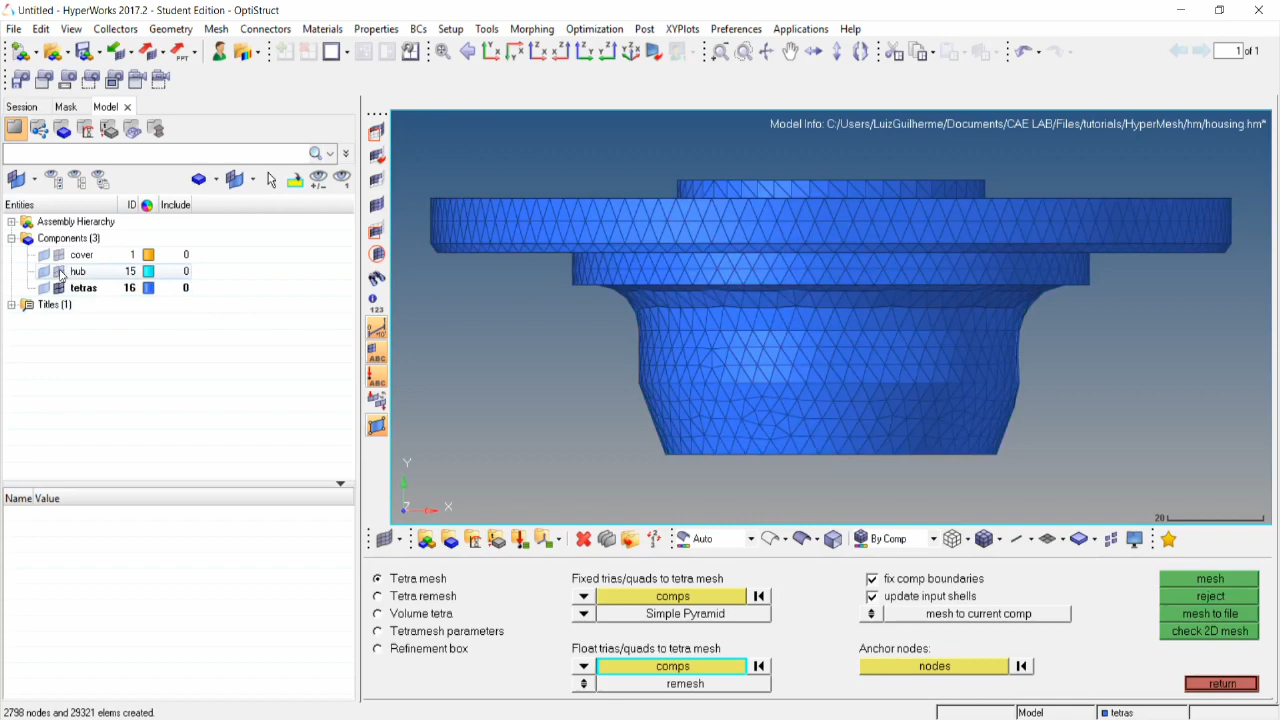 Untitled - HyperWorks 2017.2 - Student Edition - OptiStruct
File Edit View Collectors Geometry Mesh Connectors Materials Properties BCs Setup Tools Morphing Optimization Post XYPlots Preferences Applications Help
1 of 1
Session Mask Model
Model Info: C:/Users/LuizGuilherme/Documents/CAE LAB/Files/tutorials/HyperMesh/hm/housing.hm*
Entities ID Include
Assembly Hierarchy
Components (3)
cover 1 0
hub 15 0
tetras 16 0
Titles (1)
123
ABC
ABC
Y
Z X
20
Name Value
Auto By Comp
Tetra mesh Fixed trias/quads to tetra mesh fix comp boundaries mesh
Tetra remesh comps update input shells reject
Volume tetra Simple Pyramid mesh to current comp mesh to file
Tetramesh parameters check 2D mesh
Refinement box Float trias/quads to tetra mesh Anchor nodes:
comps nodes
remesh return
2798 nodes and 29321 elems created. Model tetras